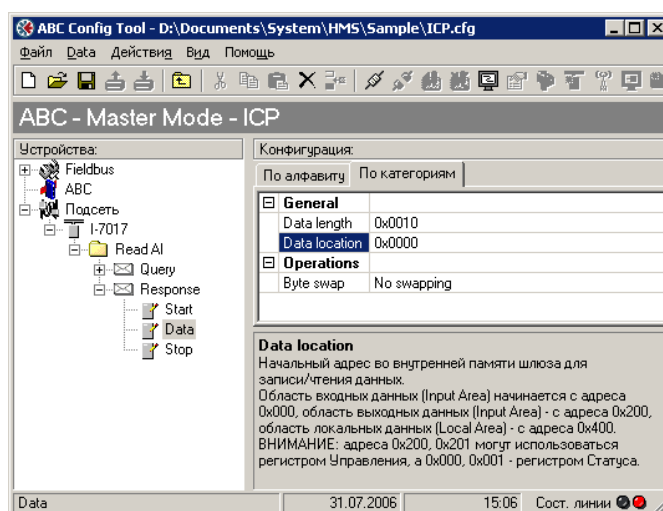 ABC Config Tool - D:\Documents\System\HMS\Sample\ICP.cfg
Файл Data Действия Вид Помощь
ABC - Master Mode - ICP
Устройства:
Конфигурация:
Fieldbus
ABC
Подсеть
I-7017
Read AI
Query
Response
Start
Data
Stop
По алфавиту По категориям
General
Data length 0x0010
Data location 0x0000
Operations
Byte swap No swapping
Data location
Начальный адрес во внутренней памяти шлюза для
записи/чтения данных.
Область входных данных (Input Area) начинается с адреса
0x000, область выходных данных (Input Area) - с адреса 0x200,
область локальных данных (Local Area) - с адреса 0x400.
ВНИМАНИЕ: адреса 0x200, 0x201 могут использоваться
регистром Управления, а 0x000, 0x001 - регистром Статуса.
Data 31.07.2006 15:06 Сост. линии